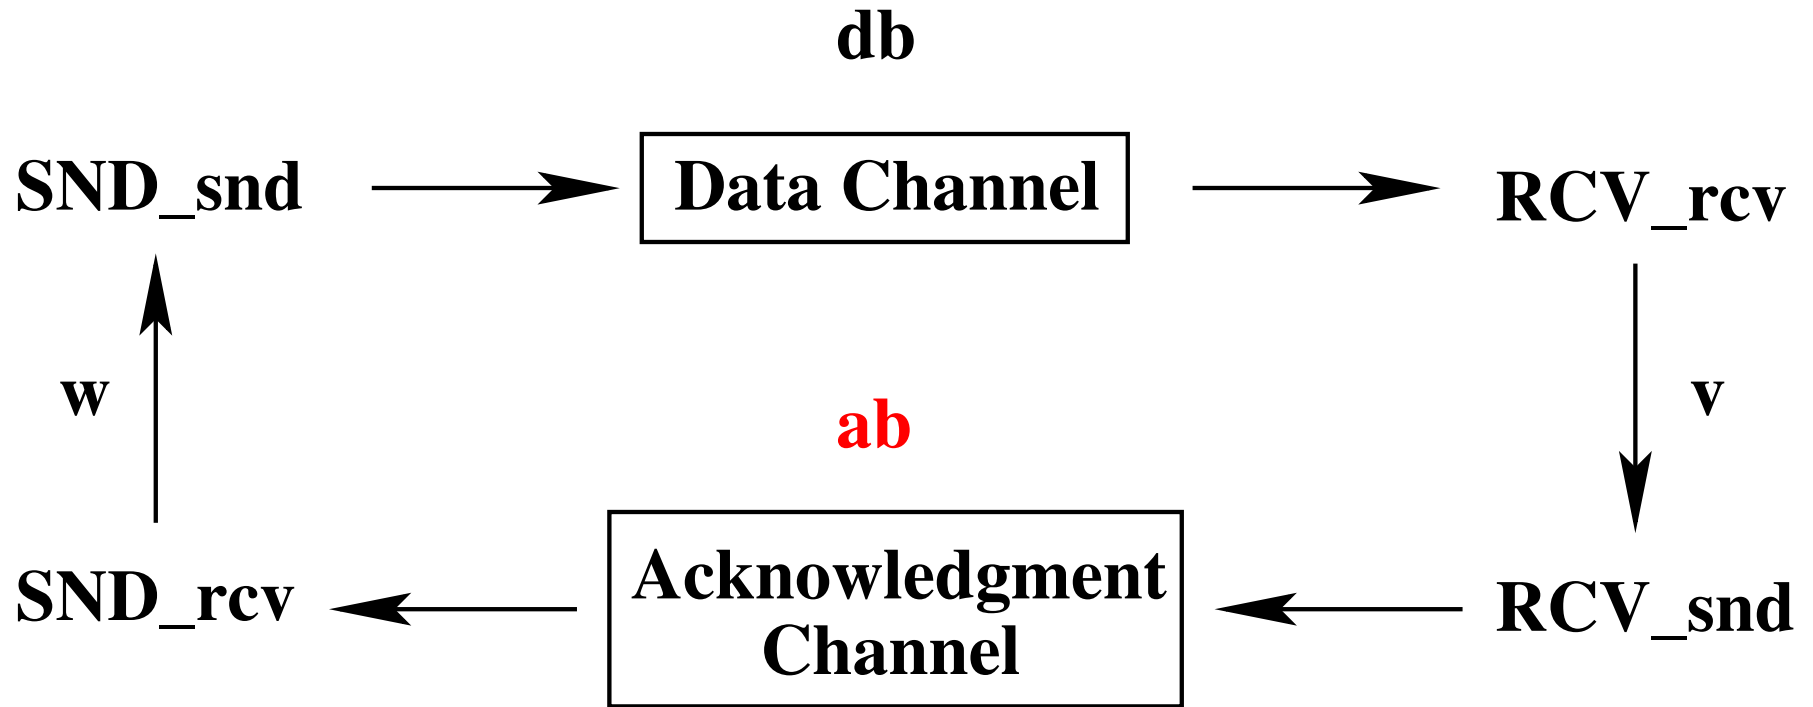 db
SND_snd
Data Channel
RCV_rcv
w
ab
v
SND_rcv
Acknowledgment
Channel
RCV_snd